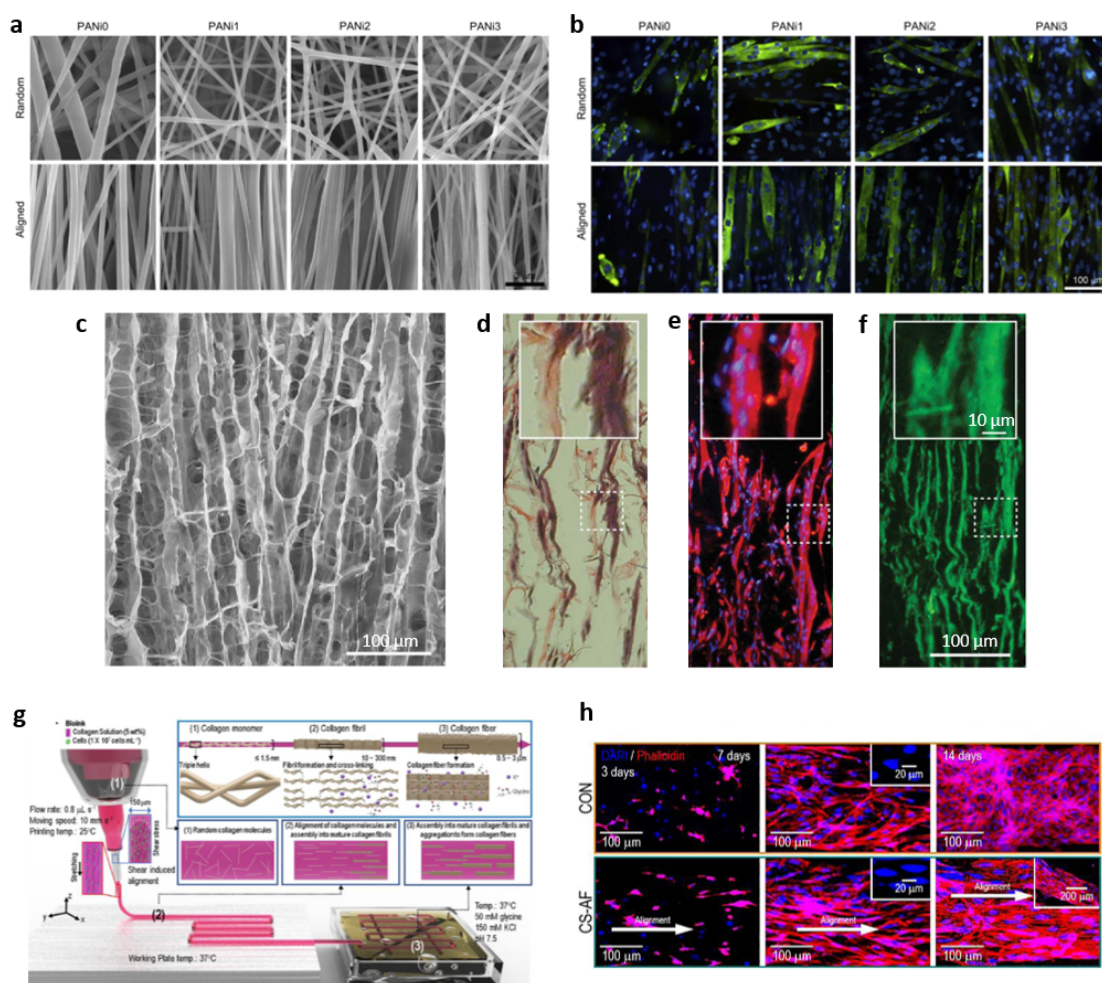 a
PANi0 PANi1 PANi2 PANi3
Random
Aligned
b
PANi0 PANi1 PANi2 PANi3
Random
Aligned
100 µm
c
100 µm
d
e
f
10 µm
100 µm
g
Bioink
Collagen Solution (5 wt%)
Cells (1 X 10⁷ cells mL⁻¹)
(1)
Flow rate: 0.8 µL s⁻¹
Moving speed: 10 mm s⁻¹
Printing temp.: 25°C
150 µm
Shear stress
Stretching
Shear induced
alignment
(1) Collagen monomer
≤ 1.5 nm
Triple helix
(2) Collagen fibril
10~ 300 nm
Fibril formation and cross-linking
(3) Collagen fiber
0.5~ 3 µm
Collagen fiber formation
K⁺
Glycine
(1) Random collagen molecules
(2) Alignment of collagen molecules and
assembly into mature collagen fibrils
(3) Assembly into mature collagen fibrils and
aggregations form collagen fibers
z
y
x
(2)
Working Plate temp.: 37°C
(3)
Temp.: 37°C
50 mM glycine
150 mM KCl
pH 7.5
h
CON
DAPI / Phalloidin
3 days
7 days
14 days
20 µm
100 µm
100 µm
100 µm
CS-AF
Alignment
Alignment
Alignment
20 µm
200 µm
100 µm
100 µm
100 µm